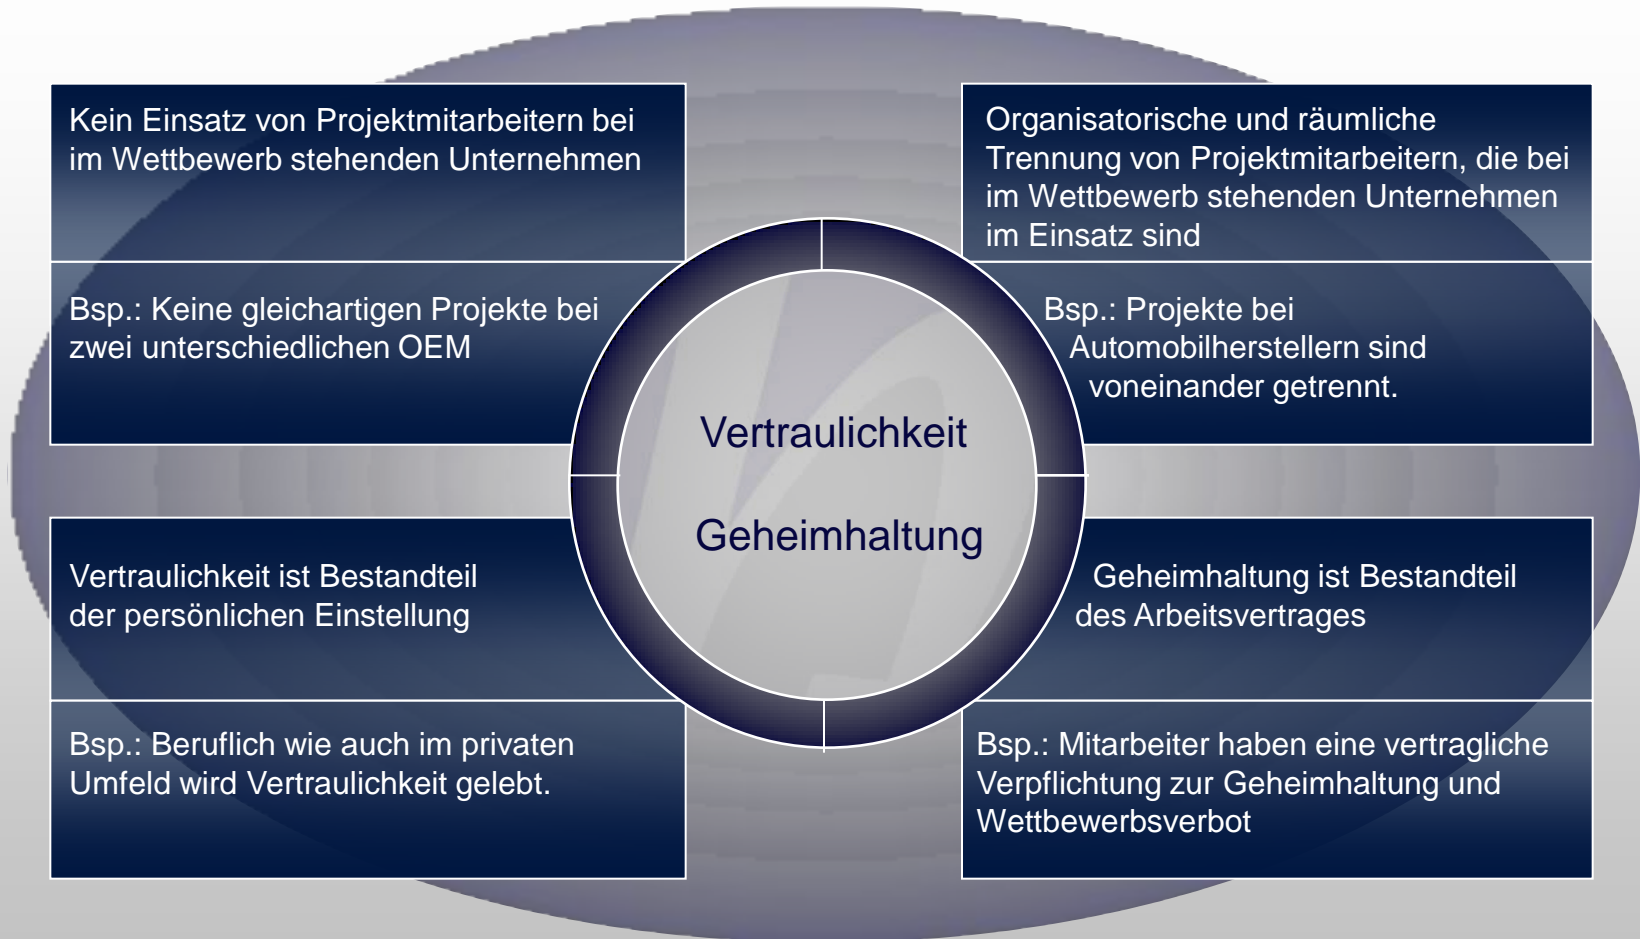 Kein Einsatz von Projektmitarbeitern bei
im Wettbewerb stehenden Unternehmen
Bsp.: Keine gleichartigen Projekte bei
zwei unterschiedlichen OEM
Organisatorische und räumliche
Trennung von Projektmitarbeitern, die bei
im Wettbewerb stehenden Unternehmen
im Einsatz sind
Bsp.: Projekte bei
Automobilherstellern sind
voneinander getrennt.
Vertraulichkeit
Geheimhaltung
Vertraulichkeit ist Bestandteil
der persönlichen Einstellung
Bsp.: Beruflich wie auch im privaten
Umfeld wird Vertraulichkeit gelebt.
Geheimhaltung ist Bestandteil
des Arbeitsvertrages
Bsp.: Mitarbeiter haben eine vertragliche
Verpflichtung zur Geheimhaltung und
Wettbewerbsverbot